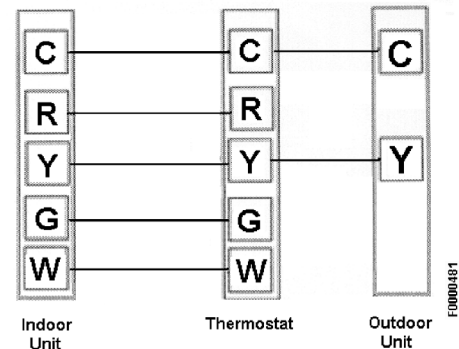 C C C
R R
Y Y Y
G G
W W
Indoor Unit
Thermostat
Outdoor Unit
F0000481